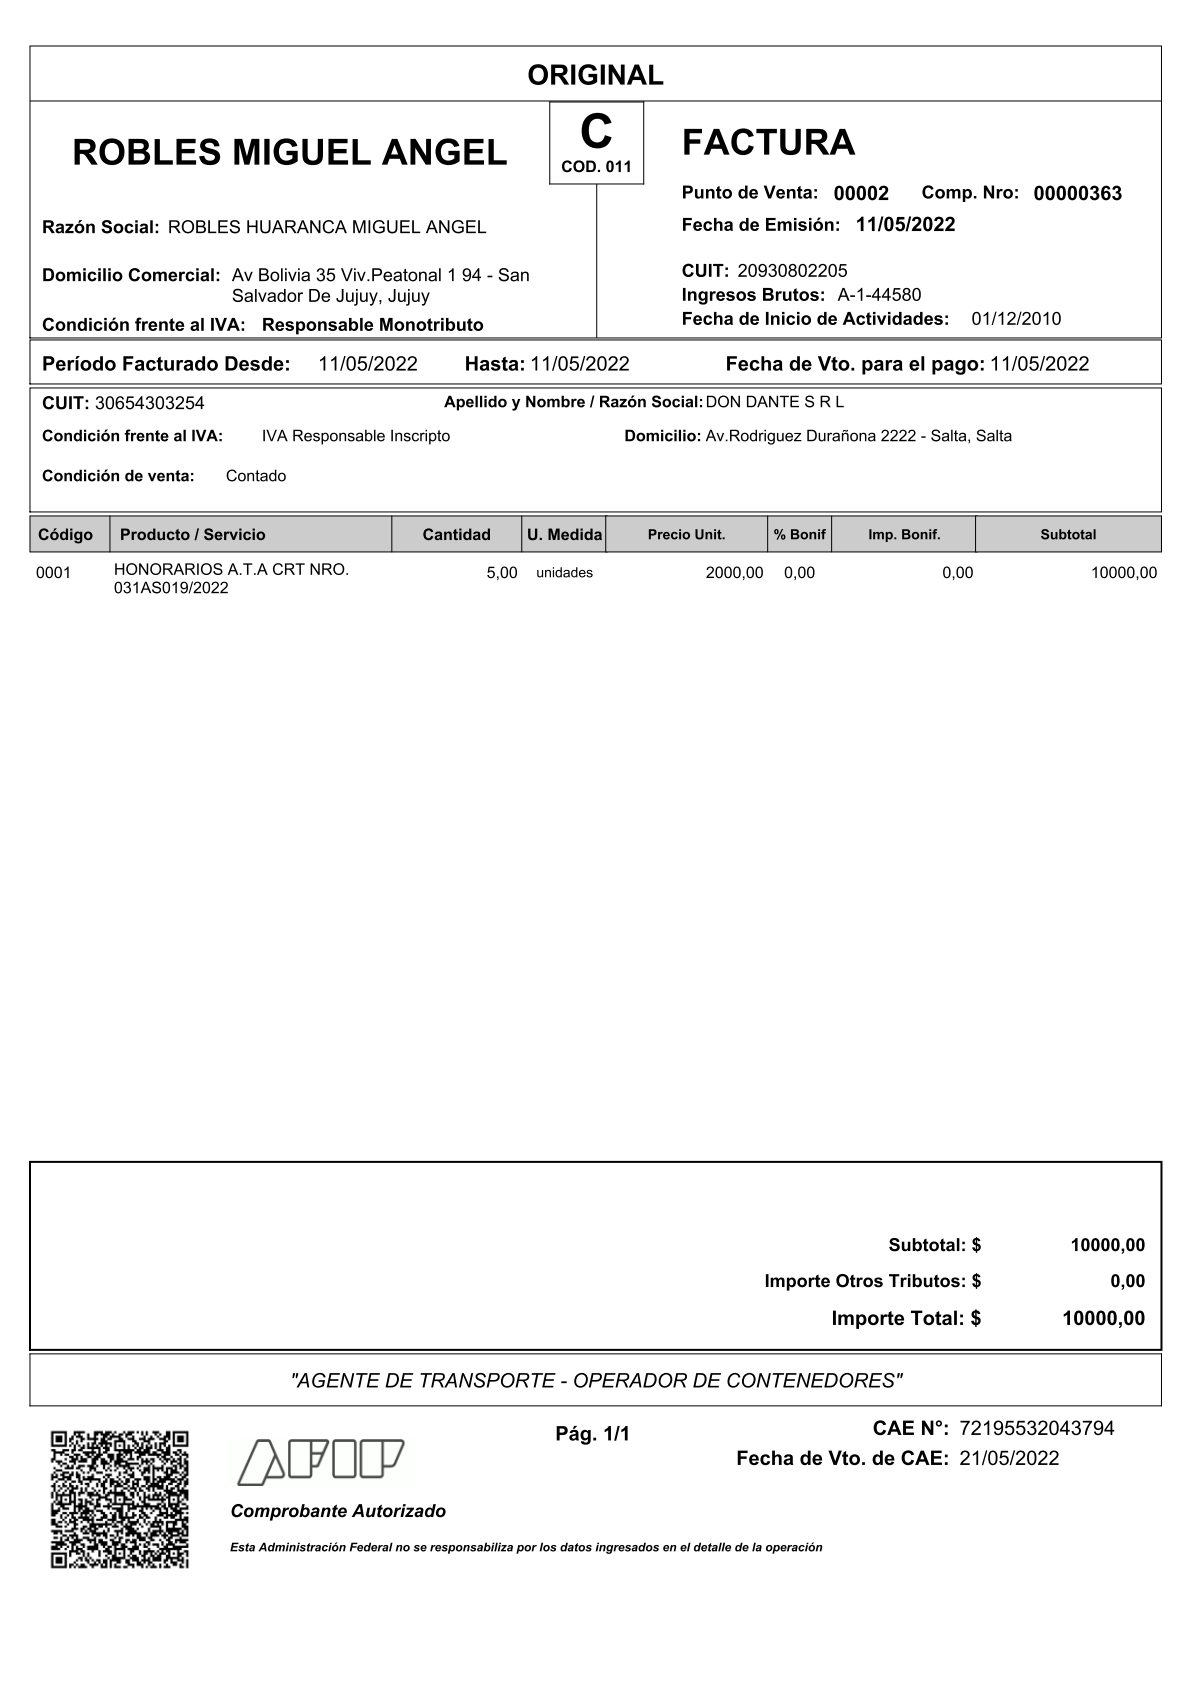 ORIGINAL
ROBLES MIGUEL ANGEL
C
COD. 011
FACTURA
Punto de Venta: 00002 Comp. Nro: 00000363
Fecha de Emisión: 11/05/2022
Razón Social: ROBLES HUARANCA MIGUEL ANGEL
Domicilio Comercial: Av Bolivia 35 Viv.Peatonal 1 94 - San
Salvador De Jujuy, Jujuy
Condición frente al IVA: Responsable Monotributo
CUIT: 20930802205
Ingresos Brutos: A-1-44580
Fecha de Inicio de Actividades: 01/12/2010
Período Facturado Desde: 11/05/2022 Hasta: 11/05/2022 Fecha de Vto. para el pago: 11/05/2022
CUIT: 30654303254 Apellido y Nombre / Razón Social: DON DANTE S R L
Condición frente al IVA: IVA Responsable Inscripto Domicilio: Av.Rodriguez Durañona 2222 - Salta, Salta
Condición de venta: Contado
Código Producto / Servicio Cantidad U. Medida Precio Unit. % Bonif Imp. Bonif. Subtotal
0001 HONORARIOS A.T.A CRT NRO. 5,00 unidades 2000,00 0,00 0,00 10000,00
031AS019/2022
Subtotal: $ 10000,00
Importe Otros Tributos: $ 0,00
Importe Total: $ 10000,00
"AGENTE DE TRANSPORTE - OPERADOR DE CONTENEDORES"
AFIP
Pág. 1/1
CAE N°: 72195532043794
Fecha de Vto. de CAE: 21/05/2022
Comprobante Autorizado
Esta Administración Federal no se responsabiliza por los datos ingresados en el detalle de la operación